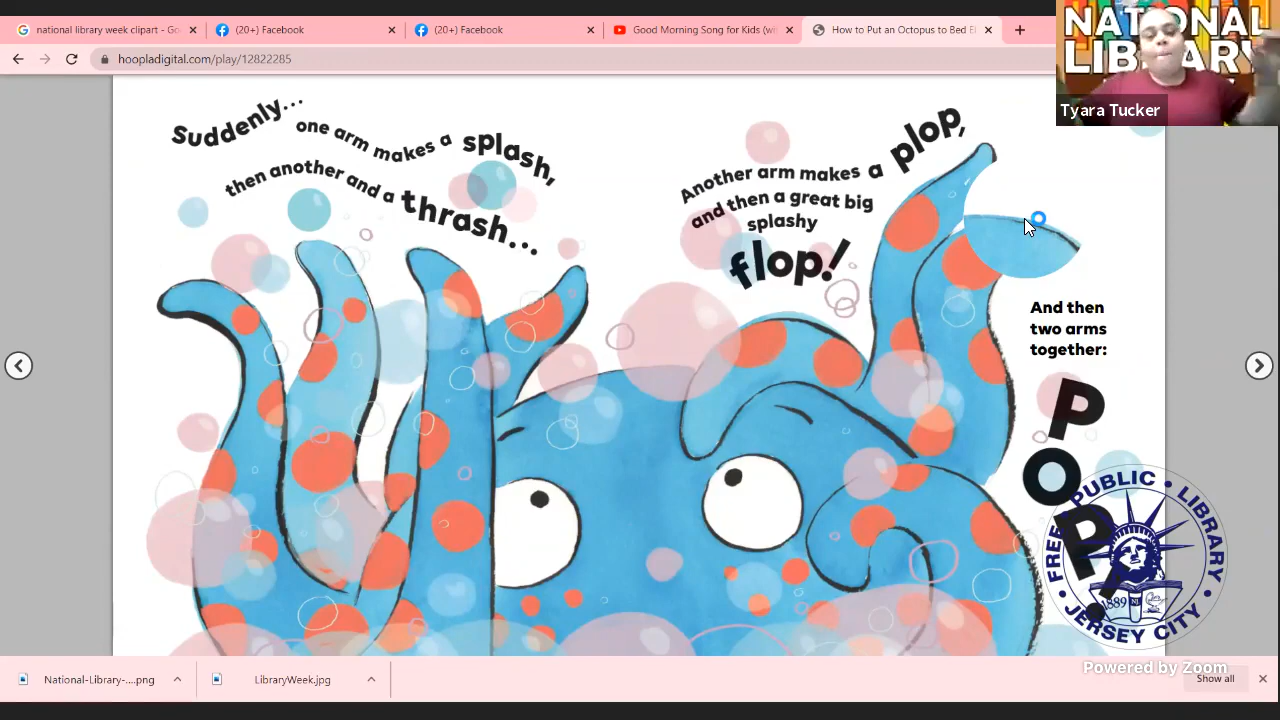 national library week clipart - Go
(20+) Facebook
(20+) Facebook
Good Morning Song for Kids (wi
How to Put an Octopus to Bed El
hoopladigital.com/play/12822285
NATIONAL
LIBRARY
Tyara Tucker
Suddenly...
one arm makes a splash,
then another and a thrash...
Another arm makes a plop,
and then a great big
splashy
flop!
And then
two arms
together:
POP!
FREE • PUBLIC • LIBRARY
1889 NJ
• JERSEY CITY •
Powered by Zoom
National-Library-....png
LibraryWeek.jpg
Show all